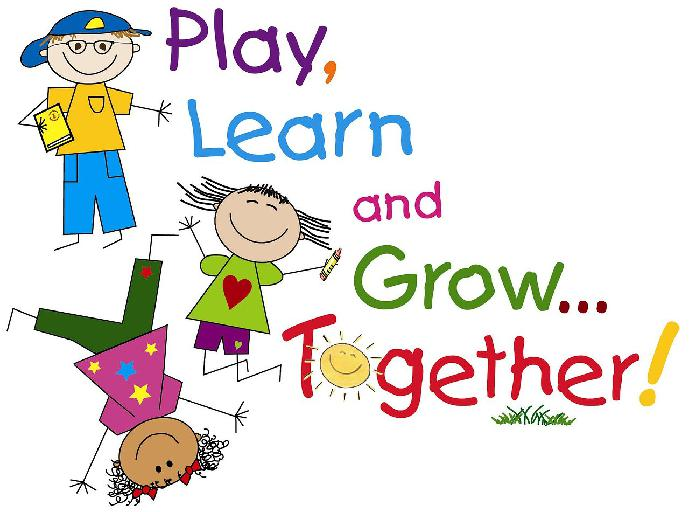 Play,
Learn
and
Grow...
Together!